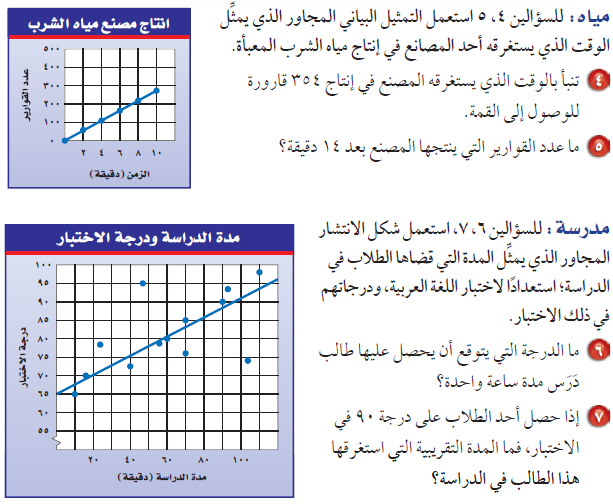 مياه: للسؤالين ٤، ٥ استعمل التمثيل البياني المجاور الذي يمثِّل
الوقت الذي يستغرقه أحد المصانع في إنتاج مياه الشرب المعبأة.
٤ تنبأ بالوقت الذي يستغرقه المصنع في إنتاج ٣٥٤ قارورة
للوصول إلى القمة.
٥ ما عدد القوارير التي ينتجها المصنع بعد ١٤ دقيقة؟
انتاج مصنع مياه الشرب
عدد القوارير
٥٠٠
٤٠٠
٣٠٠
٢٠٠
١٠٠
٠
٢ ٤ ٦ ٨ ١٠
الزمن (دقيقة)
مدرسة: للسؤالين ٦، ٧، استعمل شكل الانتشار
المجاور الذي يمثِّل المدة التي قضاها الطلاب في
الدراسة؛ استعدادًا لاختبار اللغة العربية، ودرجاتهم
في ذلك الاختبار.
٦ ما الدرجة التي يتوقع أن يحصل عليها طالب
دَرَس مدة ساعة واحدة؟
٧ إذا حصل أحد الطلاب على درجة ٩٠ في
الاختبار، فما المدة التقريبية التي استغرقها
هذا الطالب في الدراسة؟
مدة الدراسة ودرجة الاختبار
درجة الاختبار
١٠٠
٩٥
٩٠
٨٥
٨٠
٧٥
٧٠
٦٥
٦٠
٥٥
٢٠ ٤٠ ٦٠ ٨٠ ١٠٠
مدة الدراسة (دقيقة)